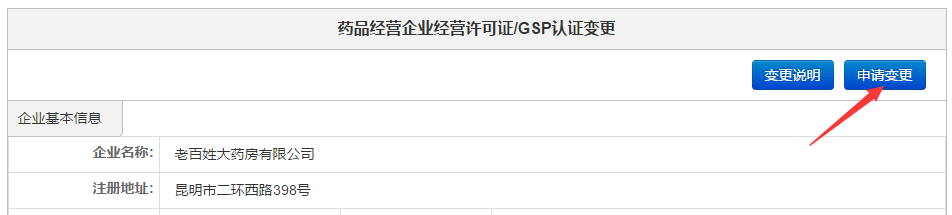 药品经营企业经营许可证/GSP认证变更
变更说明 申请变更
企业基本信息
企业名称: 老百姓大药房有限公司
注册地址: 昆明市二环西路398号